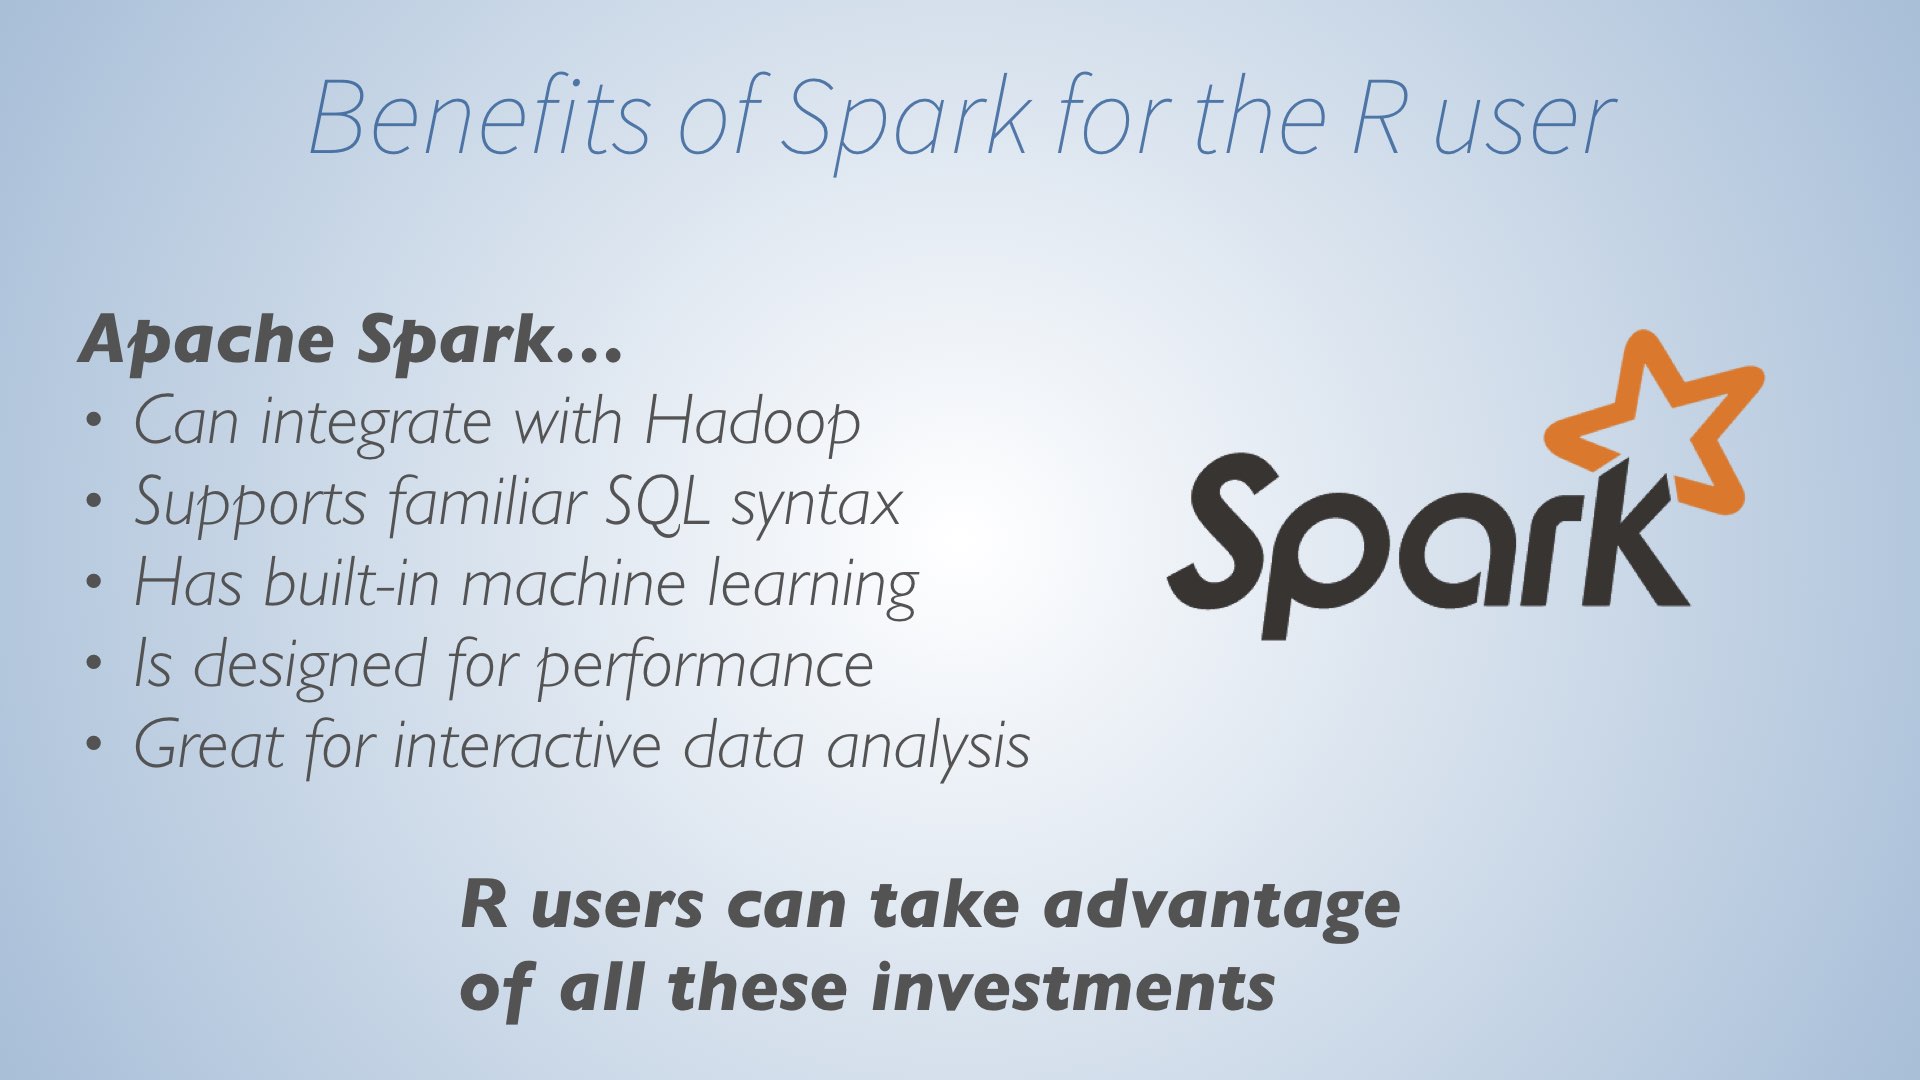 Benefits of Spark for the R user
Apache Spark…
• Can integrate with Hadoop
• Supports familiar SQL syntax
• Has built-in machine learning
• Is designed for performance
• Great for interactive data analysis
Spark
R users can take advantage
of all these investments